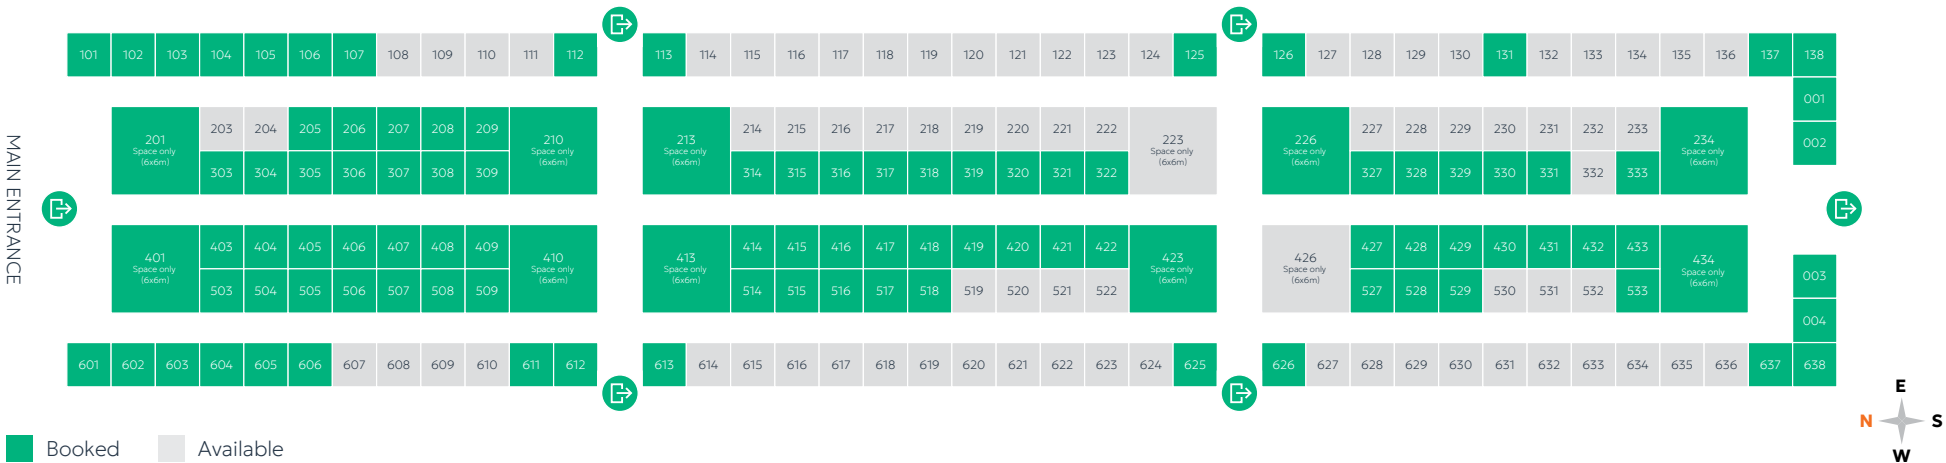 101 102 103 104 105 106 107 108 109 110 111 112 113 114 115 116 117 118 119 120 121 122 123 124 125 126 127 128 129 130 131 132 133 134 135 136 137 138
001
002
201
Space only
(6x6m)
203 204 205 206 207 208 209
303 304 305 306 307 308 309
210
Space only
(6x6m)
213
Space only
(6x6m)
214 215 216 217 218 219 220 221 222
314 315 316 317 318 319 320 321 322
223
Space only
(6x6m)
226
Space only
(6x6m)
227 228 229 230 231 232 233
327 328 329 330 331 332 333
234
Space only
(6x6m)
MAIN ENTRANCE
401
Space only
(6x6m)
403 404 405 406 407 408 409
503 504 505 506 507 508 509
410
Space only
(6x6m)
413
Space only
(6x6m)
414 415 416 417 418 419 420 421 422
514 515 516 517 518 519 520 521 522
423
Space only
(6x6m)
426
Space only
(6x6m)
427 428 429 430 431 432 433
527 528 529 530 531 532 533
434
Space only
(6x6m)
003
004
601 602 603 604 605 606 607 608 609 610 611 612 613 614 615 616 617 618 619 620 621 622 623 624 625 626 627 628 629 630 631 632 633 634 635 636 637 638
Booked Available
E
N S
W